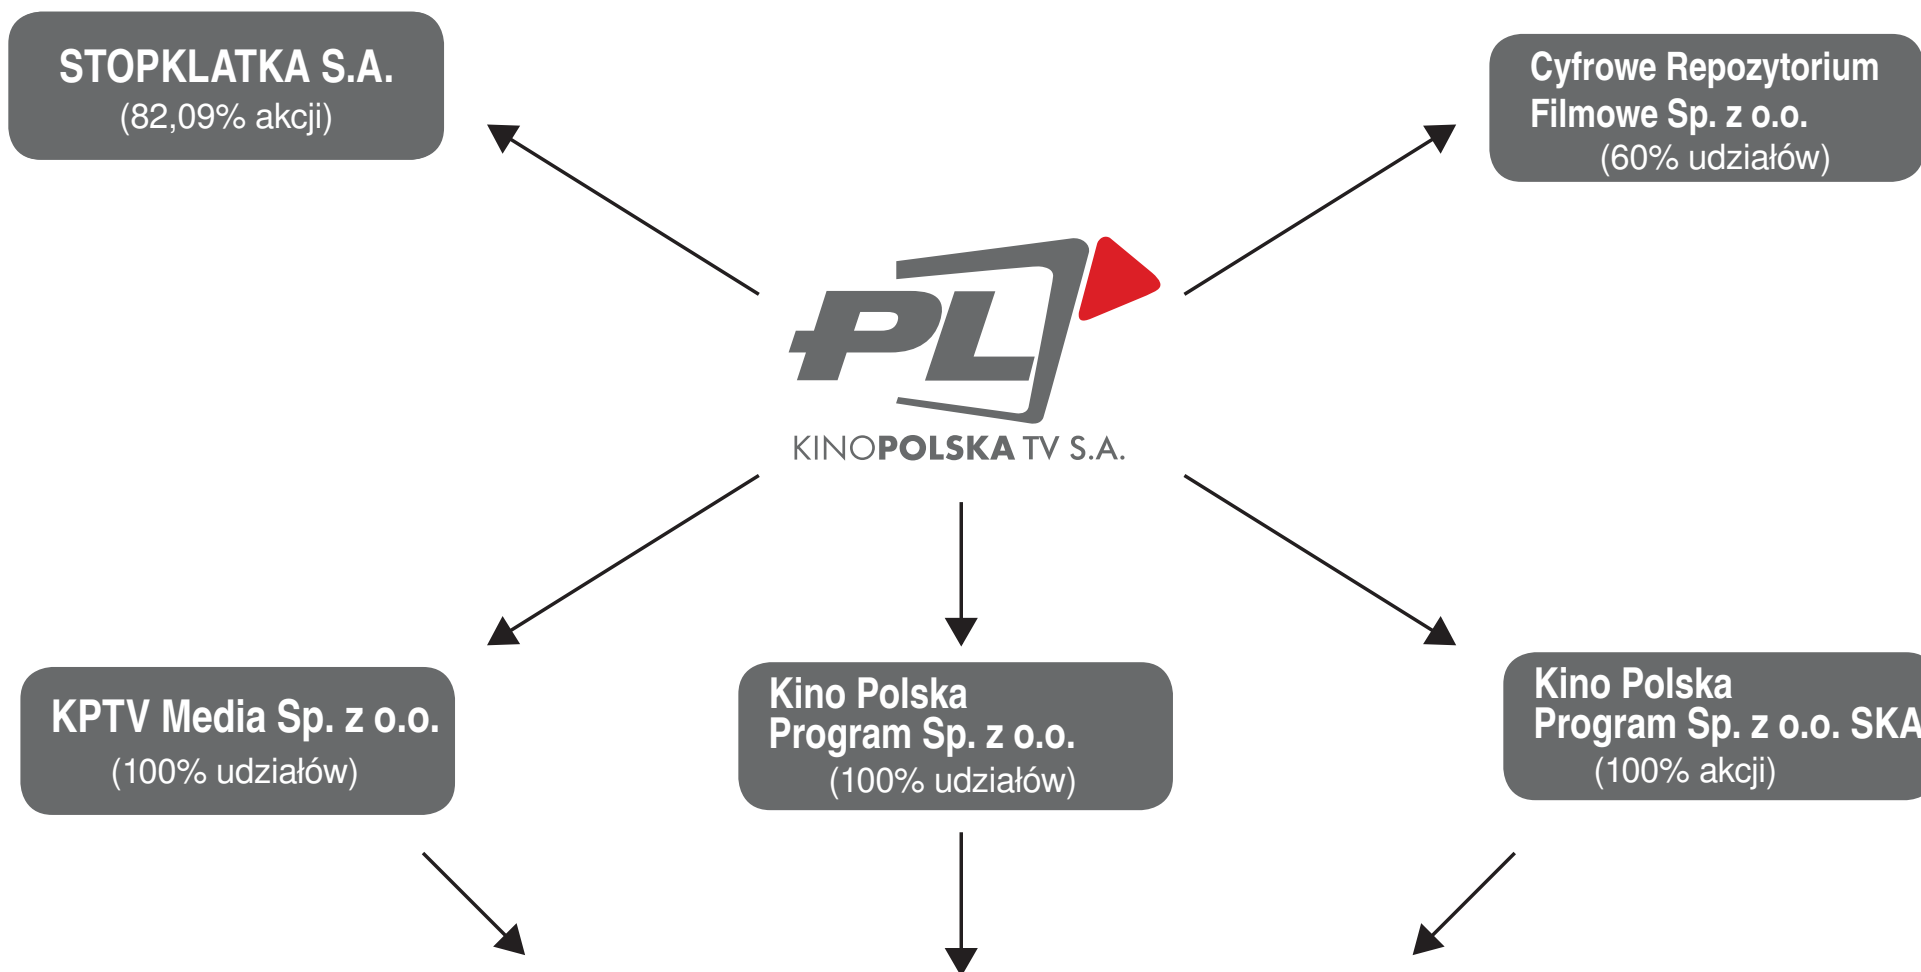 STOPKLATKA S.A.
(82,09% akcji)
Cyfrowe Repozytorium
Filmowe Sp. z o.o.
(60% udziałów)
PL
KINOPOLSKA TV S.A.
KPTV Media Sp. z o.o.
(100% udziałów)
Kino Polska
Program Sp. z o.o.
(100% udziałów)
Kino Polska
Program Sp. z o.o. SKA
(100% akcji)